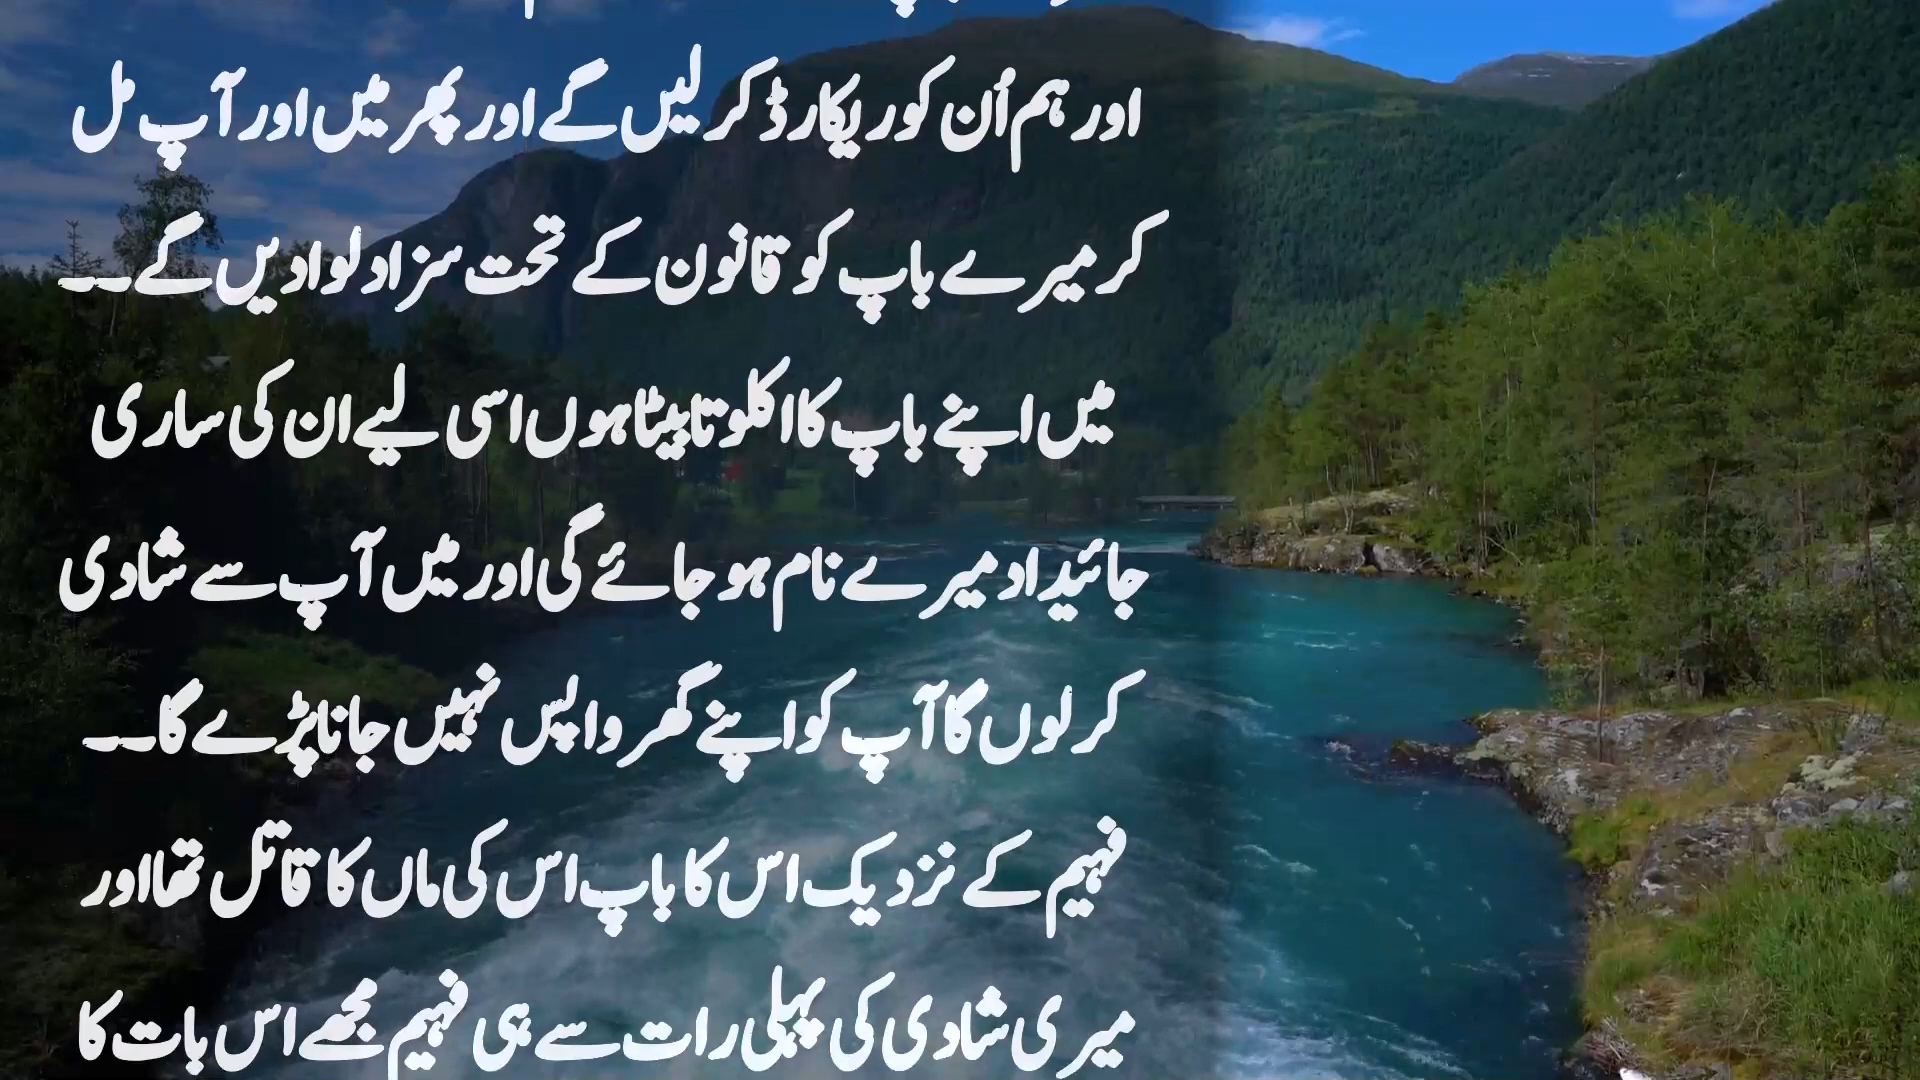 اور ہم اُن کو ریکارڈ کر لیں گے اور پھر میں اور آپ مل
کر میرے باپ کو قانون کے تحت سزا دلوا دیں گے۔۔
میں اپنے باپ کا اکلوتا بیٹا ہوں اسی لیے ان کی ساری
جائیداد میرے نام ہو جائے گی اور میں آپ سے شادی
کر لوں گا آپ کو اپنے گھر واپس نہیں جانا پڑے گا۔۔
فہیم کے نزدیک اس کا باپ اس کی ماں کا قاتل تھا اور
میری شادی کی پہلی رات سے ہی فہیم مجھے اس بات کا